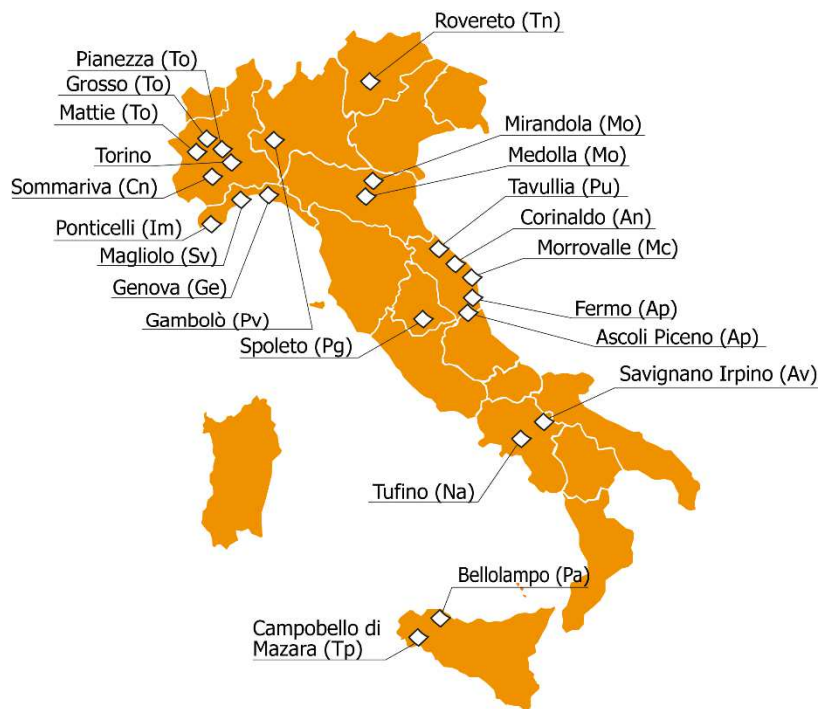 Rovereto (Tn)
Pianezza (To)
Grosso (To)
Mattie (To)
Torino
Sommariva (Cn)
Ponticelli (Im)
Magliolo (Sv)
Genova (Ge)
Gambolò (Pv)
Spoleto (Pg)
Mirandola (Mo)
Medolla (Mo)
Tavullia (Pu)
Corinaldo (An)
Morrovalle (Mc)
Fermo (Ap)
Ascoli Piceno (Ap)
Savignano Irpino (Av)
Tufino (Na)
Bellolampo (Pa)
Campobello di
Mazara (Tp)